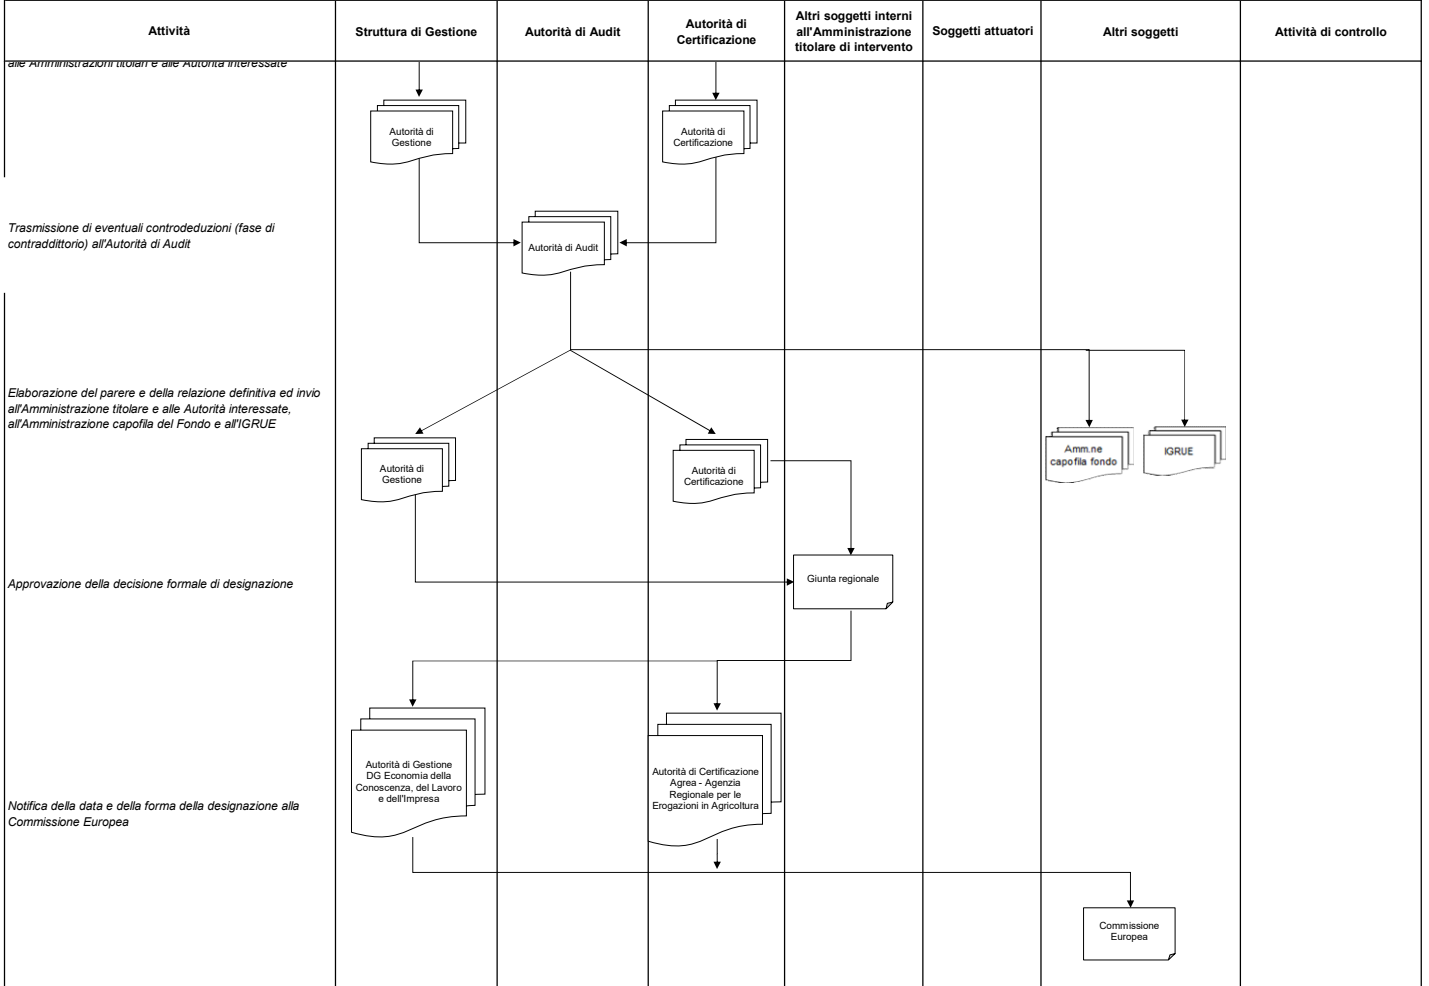 Attività
Struttura di Gestione
Autorità di Audit
Autorità di
Certificazione
Altri soggetti interni
all'Amministrazione
titolare di intervento
Soggetti attuatori
Altri soggetti
Attività di controllo
alle Amministrazioni titolari e alle Autorità interessate
Autorità di
Gestione
Autorità di
Certificazione
Trasmissione di eventuali controdeduzioni (fase di
contraddittorio) all'Autorità di Audit
Autorità di Audit
Elaborazione del parere e della relazione definitiva ed invio
all'Amministrazione titolare e alle Autorità interessate,
all'Amministrazione capofila del Fondo e all'IGRUE
Autorità di
Gestione
Autorità di
Certificazione
Amm.ne
capofila fondo
IGRUE
Approvazione della decisione formale di designazione
Giunta regionale
Notifica della data e della forma della designazione alla
Commissione Europea
Autorità di Gestione
DG Economia della
Conoscenza, del Lavoro
e dell'Impresa
Autorità di Certificazione
Agrea - Agenzia
Regionale per le
Erogazioni in Agricoltura
Commissione
Europea